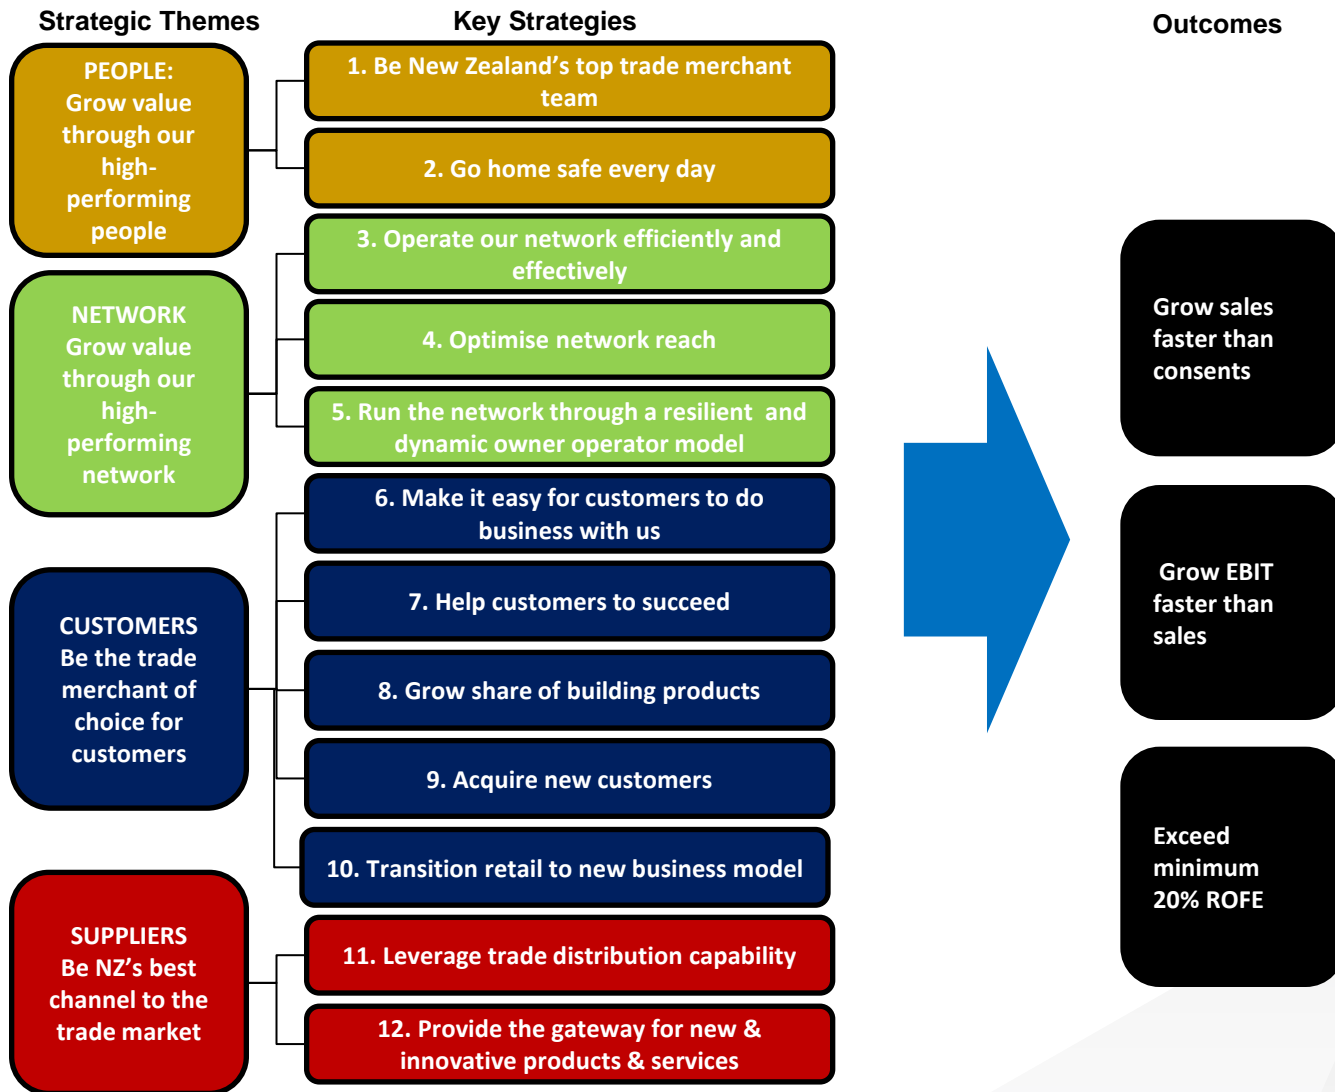 Strategic Themes
Key Strategies
Outcomes
PEOPLE:
Grow value
through our
high-
performing
people
1. Be New Zealand's top trade merchant
team
2. Go home safe every day
NETWORK
Grow value
through our
high-
performing
network
3. Operate our network efficiently and
effectively
4. Optimise network reach
5. Run the network through a resilient and
dynamic owner operator model
CUSTOMERS
Be the trade
merchant of
choice for
customers
6. Make it easy for customers to do
business with us
7. Help customers to succeed
8. Grow share of building products
9. Acquire new customers
10. Transition retail to new business model
SUPPLIERS
Be NZ's best
channel to the
trade market
11. Leverage trade distribution capability
12. Provide the gateway for new &
innovative products & services
Grow sales
faster than
consents
Grow EBIT
faster than
sales
Exceed
minimum
20% ROFE